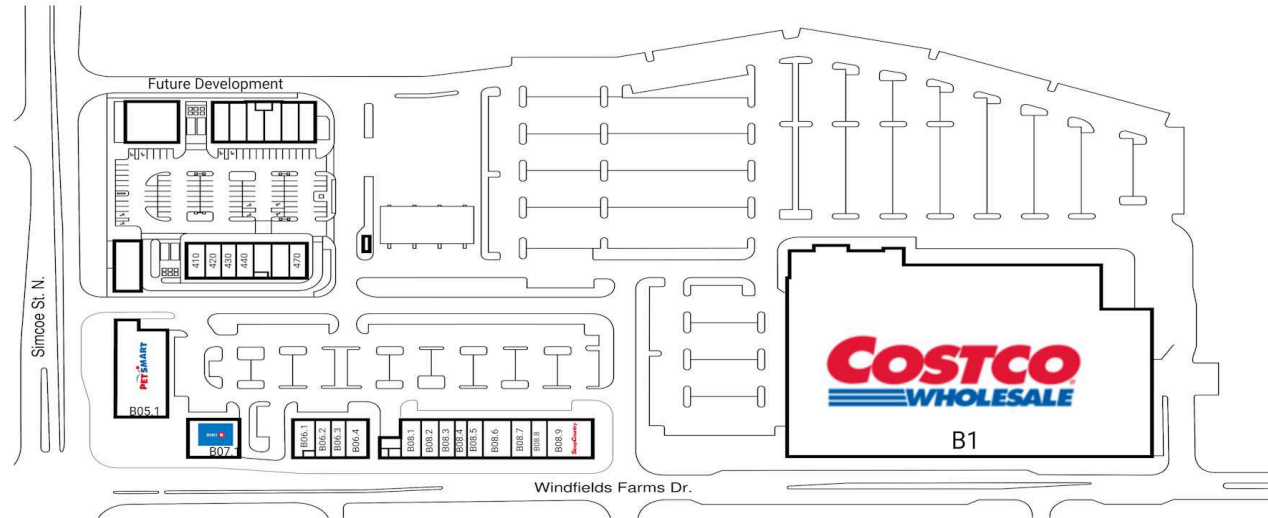 Future Development
410
420
430
440
470
Simcoe St. N.
PETSMART
B05.1
BMO
B07.1
B06.1
B06.2
B06.3
B06.4
B08.1
B08.2
B08.3
B08.4
B08.5
B08.6
B08.7
B08.8
B08.9
SleepCountry
COSTCO
WHOLESALE
B1
Windfields Farms Dr.